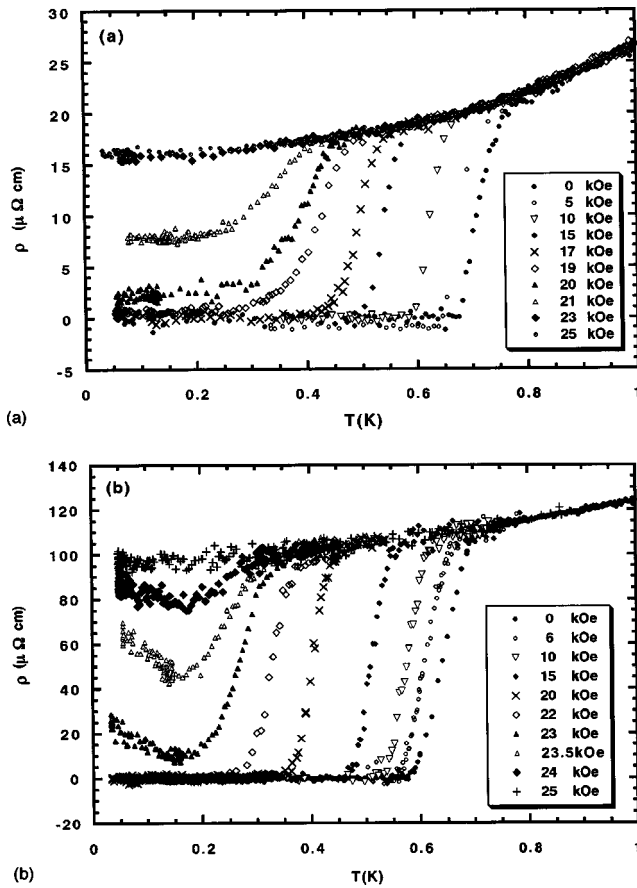 (a)
30
25
20
15
10
5
0
-5
ρ (μ Ω cm)
0 kOe
5 kOe
10 kOe
15 kOe
17 kOe
19 kOe
20 kOe
21 kOe
23 kOe
25 kOe
0 0.2 0.4 0.6 0.8 1
T(K)
(a)
(b)
140
120
100
80
60
40
20
0
-20
ρ (μ Ω cm)
0 kOe
6 kOe
10 kOe
15 kOe
20 kOe
22 kOe
23 kOe
23.5kOe
24 kOe
25 kOe
0 0.2 0.4 0.6 0.8 1
T(K)
(b)